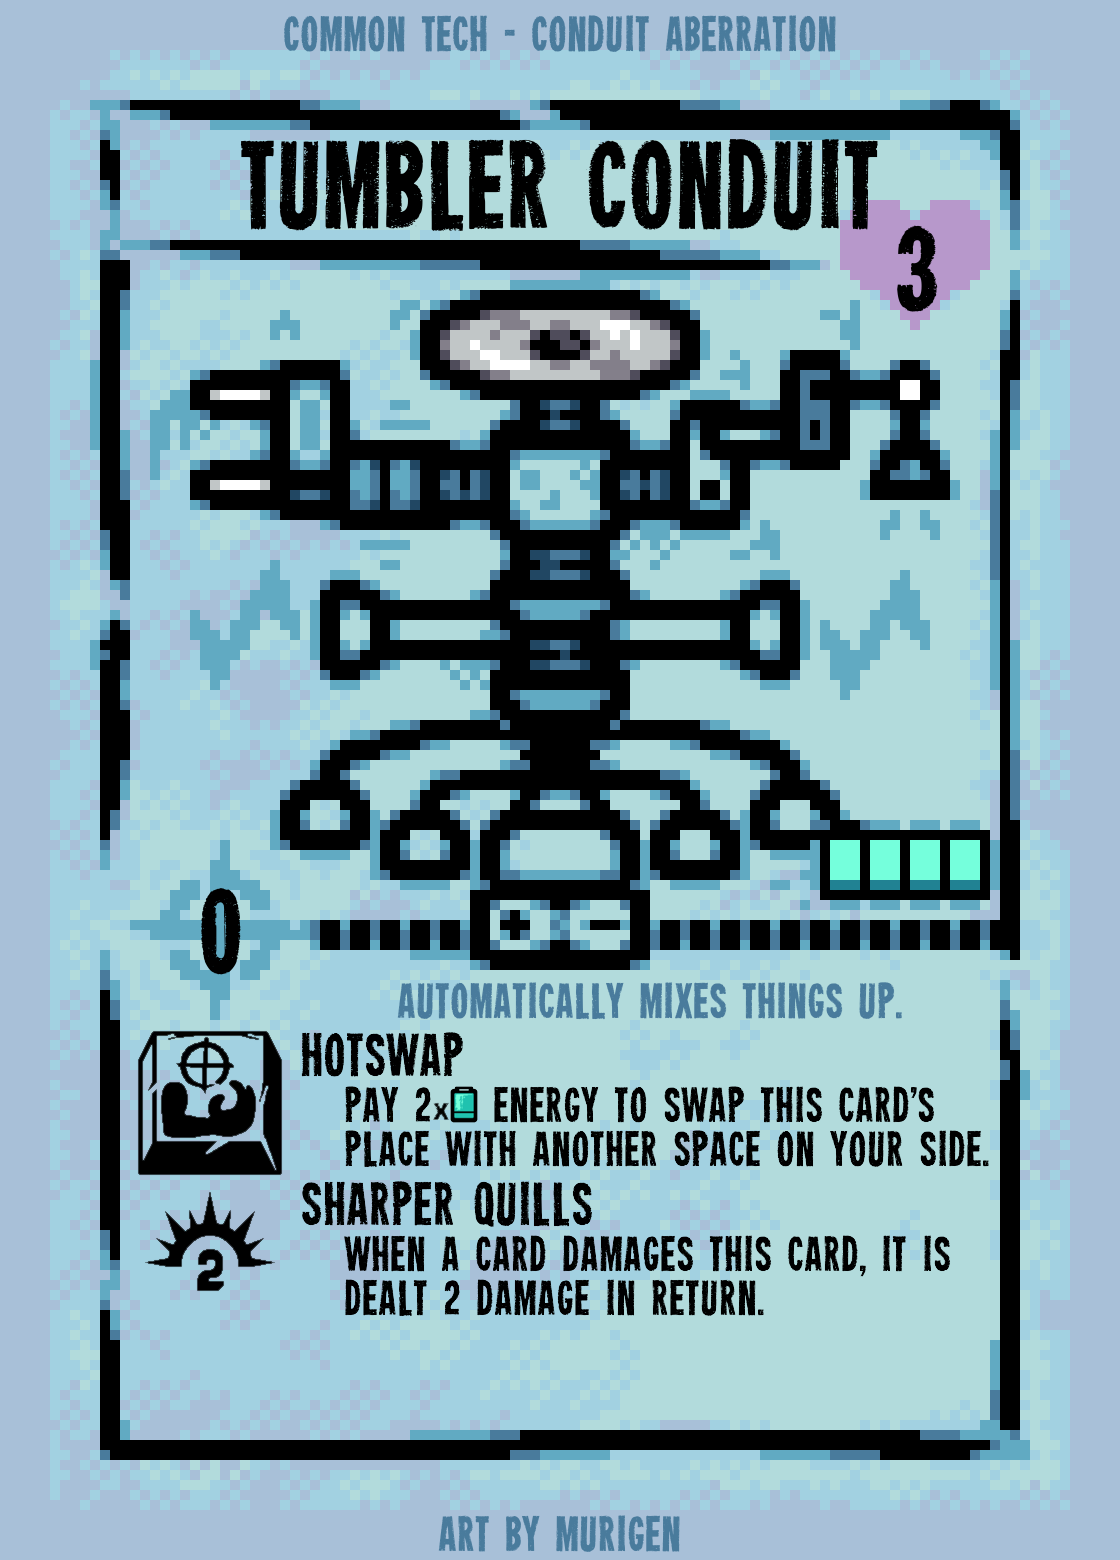 COMMON TECH - CONDUIT ABERRATION
TUMBLER CONDUIT
3
+ -
0
AUTOMATICALLY MIXES THINGS UP.
HOTSWAP
PAY 2x ENERGY TO SWAP THIS CARD'S
PLACE WITH ANOTHER SPACE ON YOUR SIDE.
SHARPER QUILLS
2
WHEN A CARD DAMAGES THIS CARD, IT IS
DEALT 2 DAMAGE IN RETURN.
ART BY MURIGEN